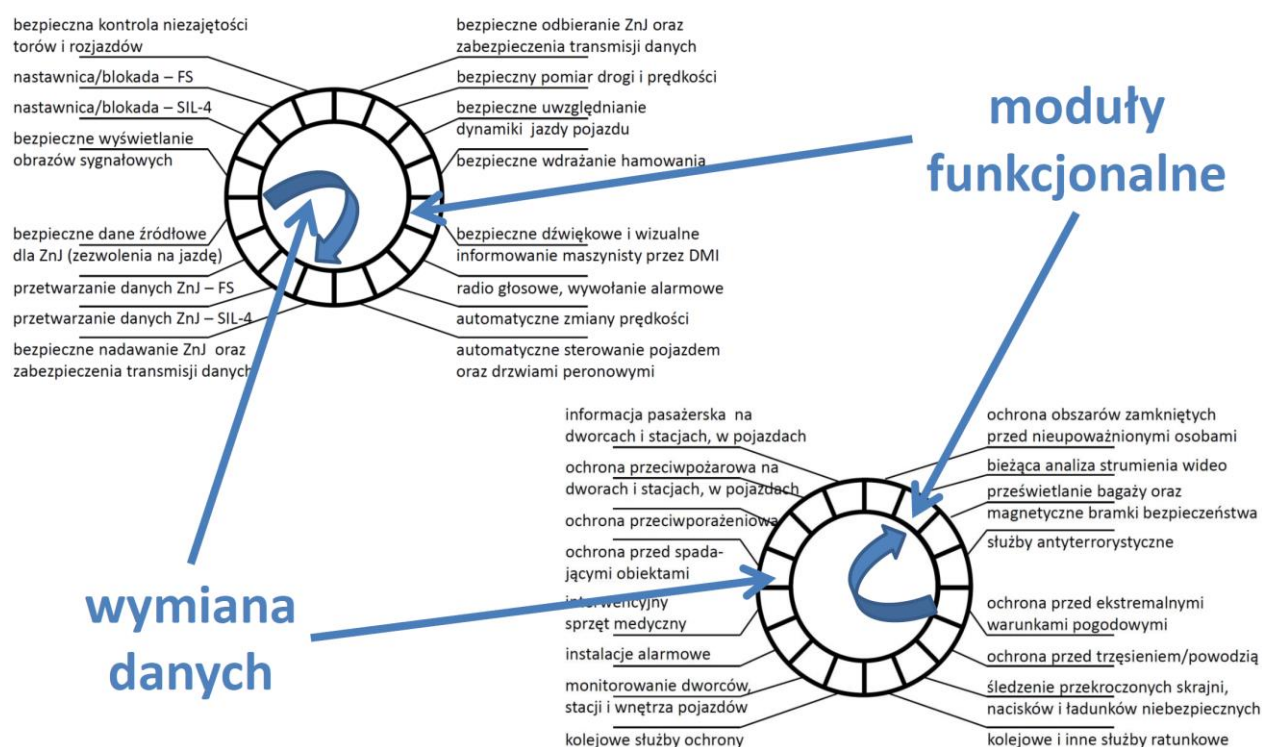 bezpieczna kontrola niezajętości
torów i rozjazdów
nastawnica/blokada – FS
nastawnica/blokada – SIL-4
bezpieczne wyświetlanie
obrazów sygnałowych
bezpieczne dane źródłowe
dla ZnJ (zezwolenia na jazdę)
przetwarzanie danych ZnJ – FS
przetwarzanie danych ZnJ – SIL-4
bezpieczne nadawanie ZnJ oraz
zabezpieczenia transmisji danych
bezpieczne odbieranie ZnJ oraz
zabezpieczenia transmisji danych
bezpieczny pomiar drogi i prędkości
bezpieczne uwzględnianie
dynamiki jazdy pojazdu
bezpieczne wdrażanie hamowania
bezpieczne dźwiękowe i wizualne
informowanie maszynisty przez DMI
radio głosowe, wywołanie alarmowe
automatyczne zmiany prędkości
automatyczne sterowanie pojazdem
oraz drzwiami peronowymi
moduły
funkcjonalne
wymiana
danych
informacja pasażerska na
dworcach i stacjach, w pojazdach
ochrona przeciwpożarowa na
dworach i stacjach, w pojazdach
ochrona przeciwporażeniowa
ochrona przed spada-
jącymi obiektami
interwencyjny
sprzęt medyczny
instalacje alarmowe
monitorowanie dworców,
stacji i wnętrza pojazdów
kolejowe służby ochrony
ochrona obszarów zamkniętych
przed nieupoważnionymi osobami
bieżąca analiza strumienia wideo
prześwietlanie bagaży oraz
magnetyczne bramki bezpieczeństwa
służby antyterrorystyczne
ochrona przed ekstremalnymi
warunkami pogodowymi
ochrona przed trzęsieniem/powodzią
śledzenie przekroczonych skrajni,
nacisków i ładunków niebezpiecznych
kolejowe i inne służby ratunkowe